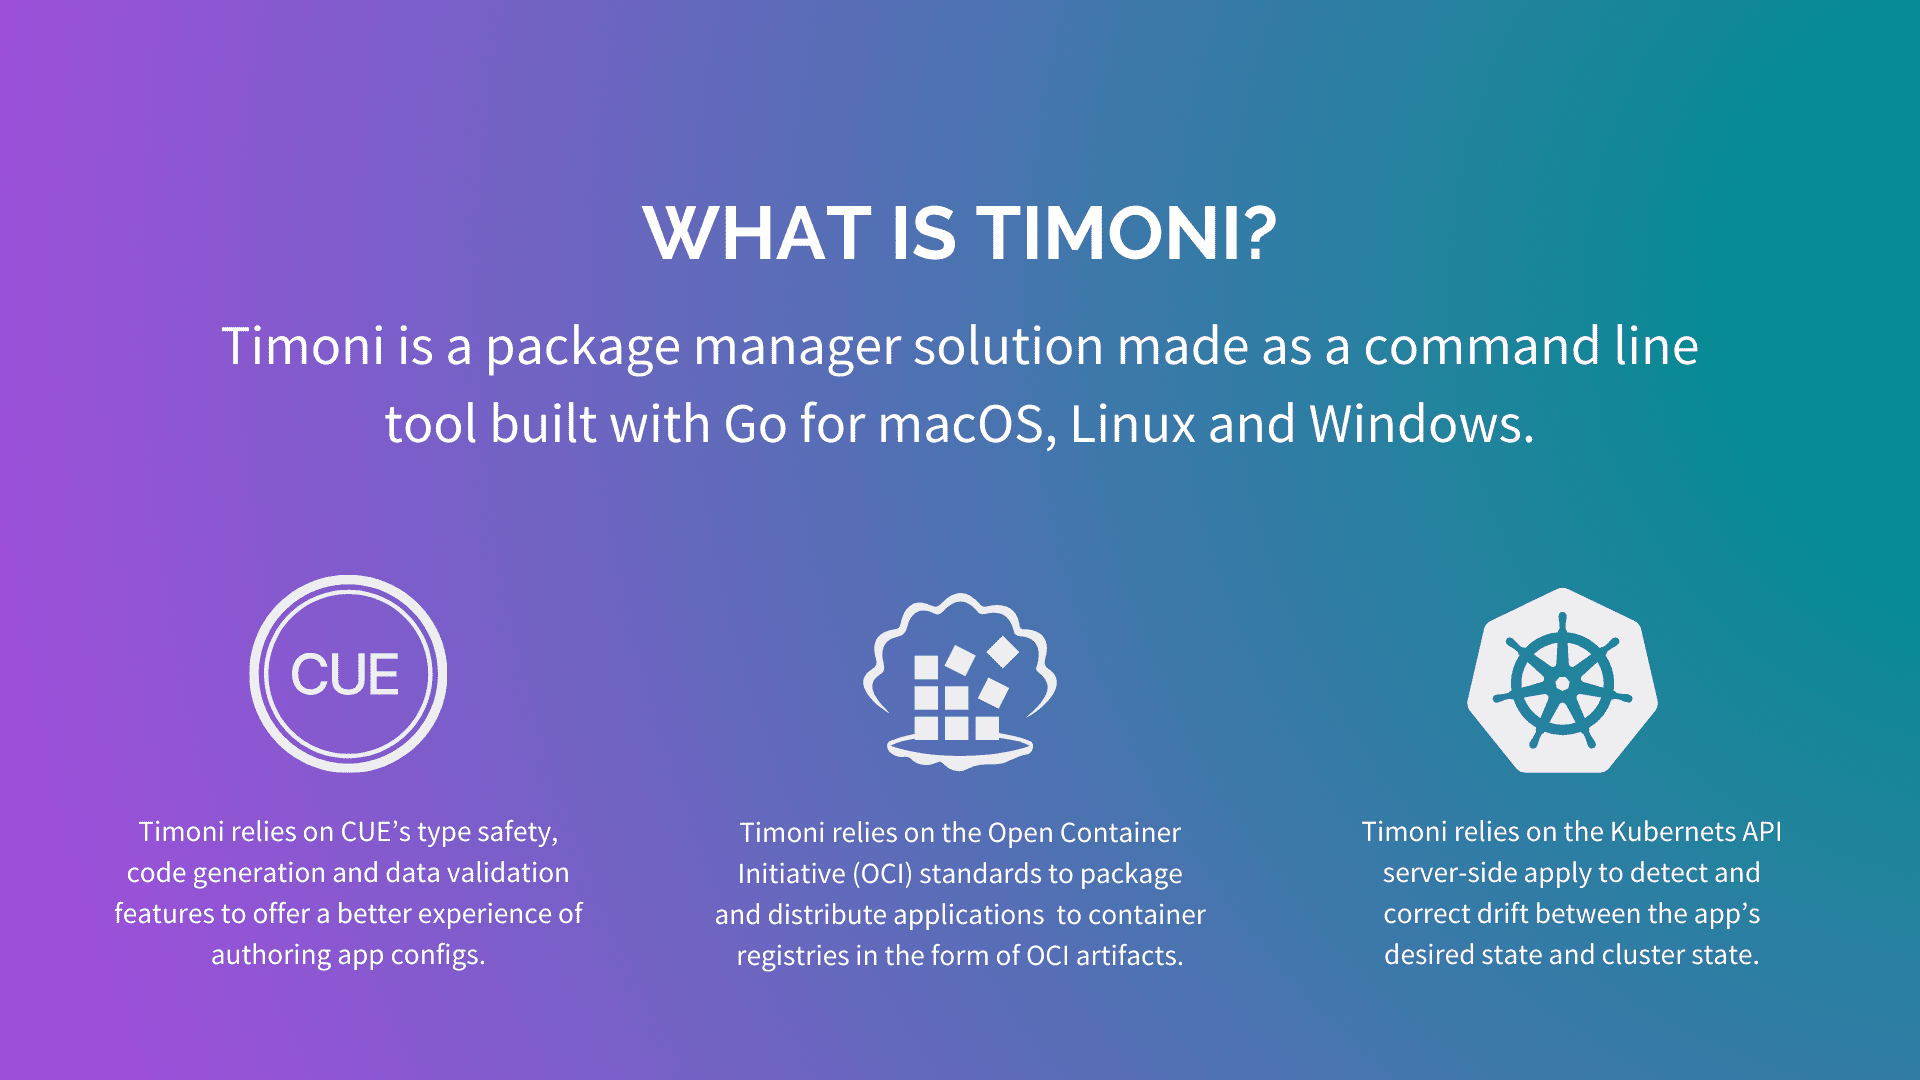 WHAT IS TIMONI?
Timoni is a package manager solution made as a command line
tool built with Go for macOS, Linux and Windows.
CUE
Timoni relies on CUE’s type safety,
code generation and data validation
features to offer a better experience of
authoring app configs.
Timoni relies on the Open Container
Initiative (OCI) standards to package
and distribute applications  to container
registries in the form of OCI artifacts.
Timoni relies on the Kubernets API
server-side apply to detect and
correct drift between the app’s
desired state and cluster state.